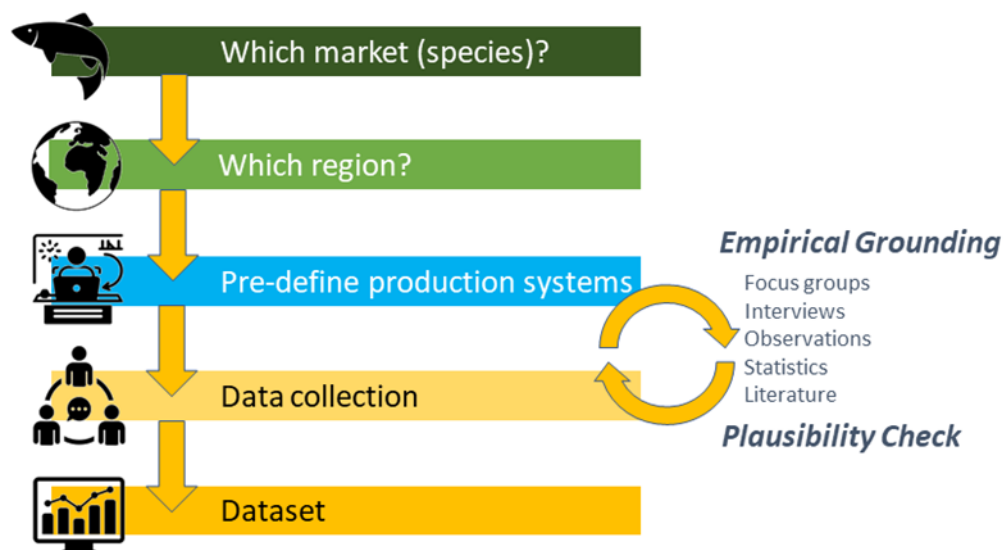 Which market (species)?
Which region?
Pre-define production systems
Data collection
Dataset
Empirical Grounding
Focus groups
Interviews
Observations
Statistics
Literature
Plausibility Check